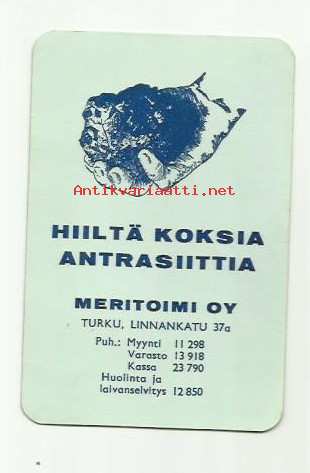 Antikvariaatti.net
HIILTÄ KOKSIA
ANTRASIITTIA
MERITOIMI OY
TURKU, LINNANKATU 37a
Puh.: Myynti 11 298
Varasto 13 918
Kassa 23 790
Huolinta ja
laivanselvitys 12 850